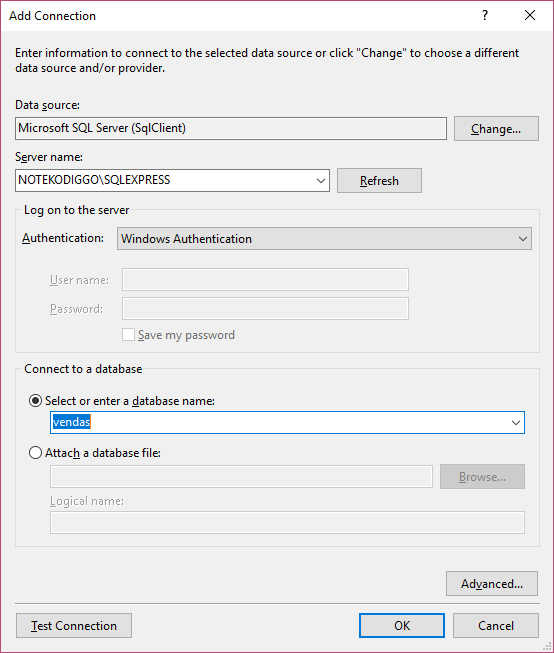 Add Connection
Enter information to connect to the selected data source or click "Change" to choose a different
data source and/or provider.
Data source:
Microsoft SQL Server (SqlClient)
Change...
Server name:
NOTEKODIGGO\SQLEXPRESS
Refresh
Log on to the server
Authentication:
Windows Authentication
User name:
Password:
Save my password
Connect to a database
Select or enter a database name:
vendas
Attach a database file:
Browse...
Logical name:
Advanced...
Test Connection
OK
Cancel